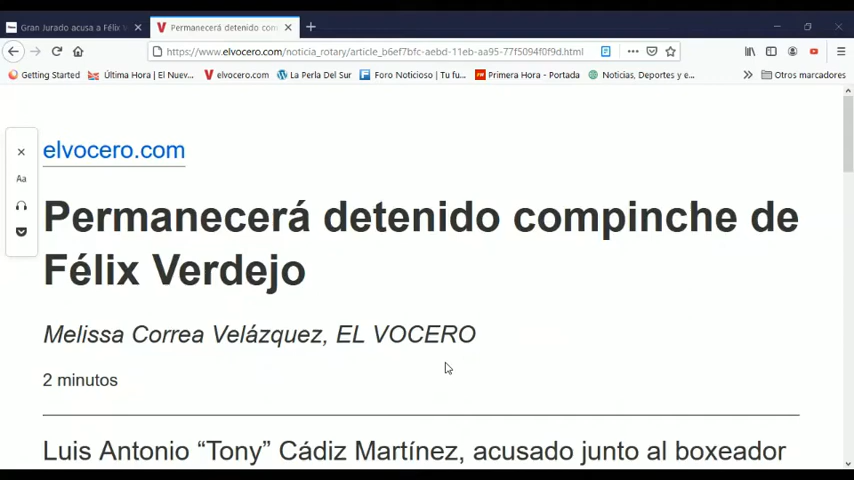 Gran Jurado acusa a Félix
Permanecerá detenido com
https://www.elvocero.com/noticia_rotary/article_b6ef7bfc-aebd-11eb-aa95-77f5094f0f9d.html
Getting Started Última Hora | El Nuev... elvocero.com La Perla Del Sur Foro Noticioso | Tu fu... Primera Hora - Portada Noticias, Deportes y e... Otros marcadores
elvocero.com
Aa
Permanecerá detenido compinche de
Félix Verdejo
Melissa Correa Velázquez, EL VOCERO
2 minutos
Luis Antonio “Tony” Cádiz Martínez, acusado junto al boxeador